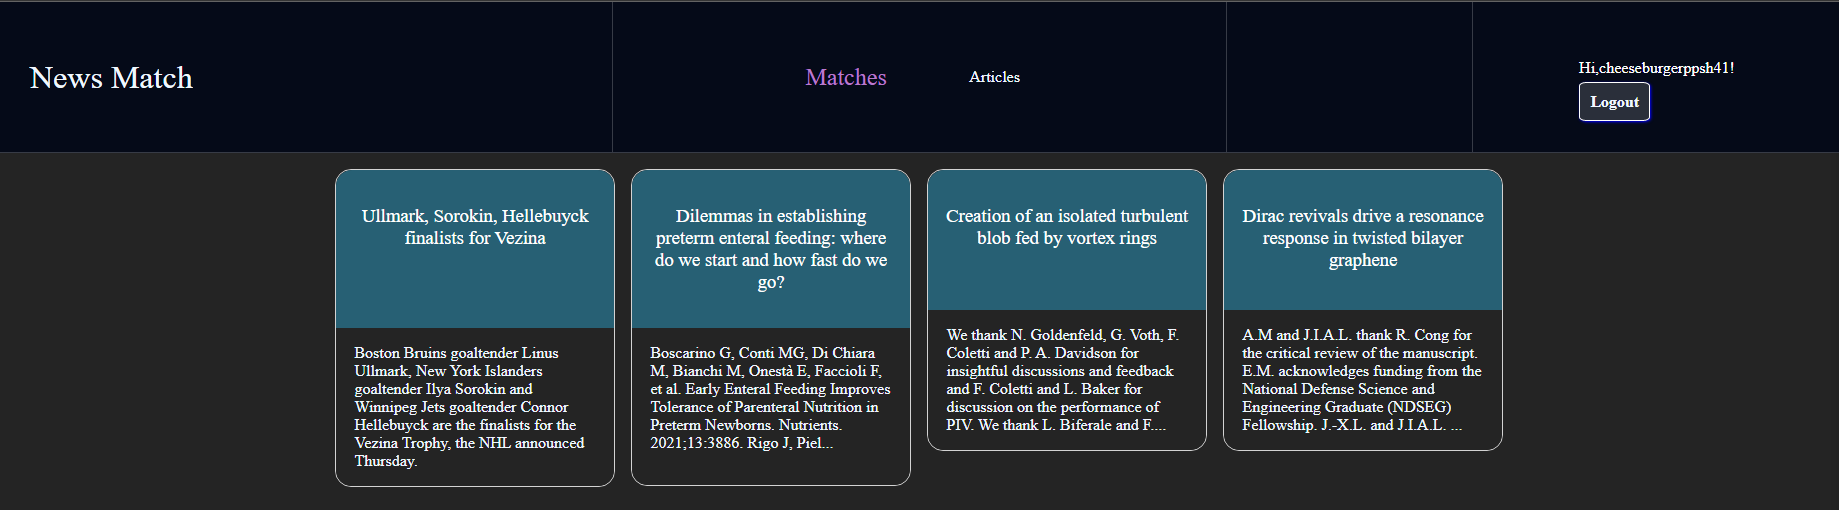 News Match
Matches
Articles
Hi,cheeseburgerppsh41!
Logout
Ullmark, Sorokin, Hellebuyck
finalists for Vezina
Boston Bruins goaltender Linus
Ullmark, New York Islanders
goaltender Ilya Sorokin and
Winnipeg Jets goaltender Connor
Hellebuyck are the finalists for the
Vezina Trophy, the NHL announced
Thursday.
Dilemmas in establishing
preterm enteral feeding: where
do we start and how fast do we
go?
Boscarino G, Conti MG, Di Chiara
M, Bianchi M, Onestà E, Faccioli F,
et al. Early Enteral Feeding Improves
Tolerance of Parenteral Nutrition in
Preterm Newborns. Nutrients.
2021;13:3886. Rigo J, Piel...
Creation of an isolated turbulent
blob fed by vortex rings
We thank N. Goldenfeld, G. Voth, F.
Coletti and P. A. Davidson for
insightful discussions and feedback
and F. Coletti and L. Baker for
discussion on the performance of
PIV. We thank L. Biferale and F....
Dirac revivals drive a resonance
response in twisted bilayer
graphene
A.M and J.I.A.L. thank R. Cong for
the critical review of the manuscript.
E.M. acknowledges funding from the
National Defense Science and
Engineering Graduate (NDSEG)
Fellowship. J.-X.L. and J.I.A.L. ...